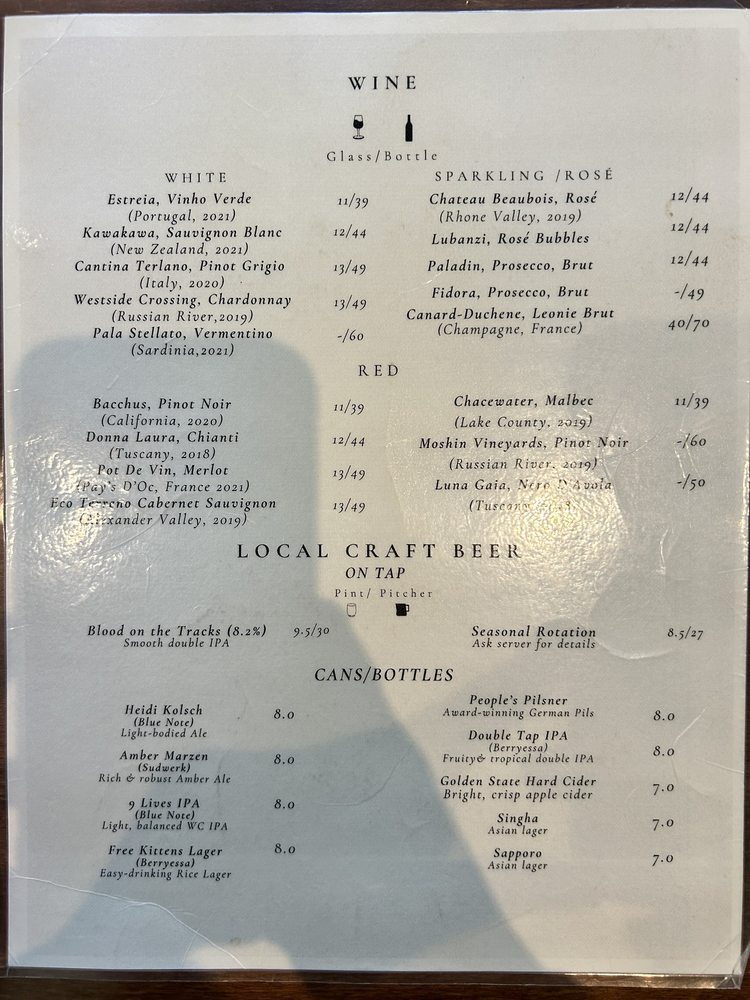 WINE
Glass/Bottle
WHITE
Estreia, Vinho Verde 11/39
(Portugal, 2021)
Kawakawa, Sauvignon Blanc 12/44
(New Zealand, 2021)
Cantina Terlano, Pinot Grigio 13/49
(Italy, 2020)
Westside Crossing, Chardonnay 13/49
(Russian River,2019)
Pala Stellato, Vermentino -/60
(Sardinia,2021)
SPARKLING /ROSÉ
Chateau Beaubois, Rosé 12/44
(Rhone Valley, 2019)
Lubanzi, Rosé Bubbles 12/44
Paladin, Prosecco, Brut 12/44
Fidora, Prosecco, Brut -/49
Canard-Duchene, Leonie Brut 40/70
(Champagne, France)
RED
Bacchus, Pinot Noir 11/39
(California, 2020)
Donna Laura, Chianti 12/44
(Tuscany, 2018)
Pot De Vin, Merlot 13/49
(Pay's D'Oc, France 2021)
Eco Terreno Cabernet Sauvignon 13/49
(Alexander Valley, 2019)
Chacewater, Malbec 11/39
(Lake County, 2019)
Moshin Vineyards, Pinot Noir -/60
(Russian River, 2019)
Luna Gaia, Nero D'Avola -/50
(Tuscany,
LOCAL CRAFT BEER
ON TAP
Pint/ Pitcher
Blood on the Tracks (8.2%) 9.5/30
Smooth double IPA
Seasonal Rotation 8.5/27
Ask server for details
CANS/BOTTLES
Heidi Kolsch 8.0
(Blue Note)
Light-bodied Ale
Amber Marzen 8.0
(Sudwerk)
Rich & robust Amber Ale
9 Lives IPA 8.0
(Blue Note)
Light, balanced WC IPA
Free Kittens Lager 8.0
(Berryessa)
Easy-drinking Rice Lager
People's Pilsner 8.0
Award-winning German Pils
Double Tap IPA 8.0
(Berryessa)
Fruity& tropical double IPA
Golden State Hard Cider 7.0
Bright, crisp apple cider
Singha 7.0
Asian lager
Sapporo 7.0
Asian lager